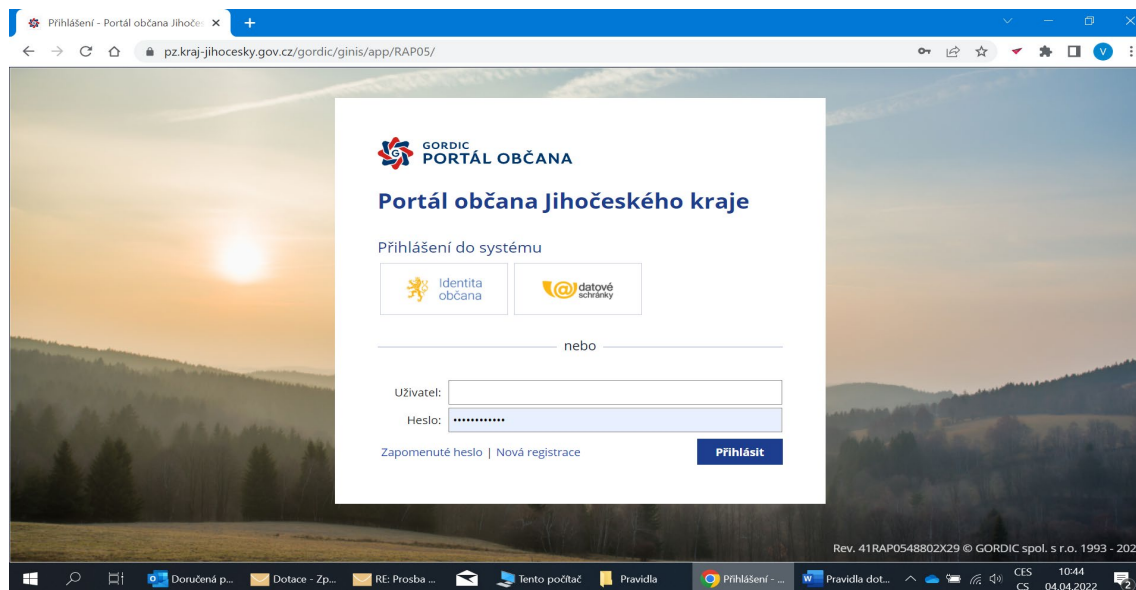 Přihlášení - Portál občana Jihočes
pz.kraj-jihocesky.gov.cz/gordic/ginis/app/RAP05/
V
G
GORDIC
PORTÁL OBČANA
Portál občana Jihočeského kraje
Přihlášení do systému
Identita
občana
@ datové
schránky
nebo
Uživatel:
Heslo: ••••••••••••
Zapomenuté heslo | Nová registrace
Přihlásit
Rev. 41RAP0548802X29 © GORDIC spol. s r.o. 1993 - 202
Doručená p...
Dotace - Zp...
RE: Prosba ...
Tento počítač
Pravidla
Přihlášení - ...
Pravidla dot...
CES
CS
10:44
04.04.2022
2